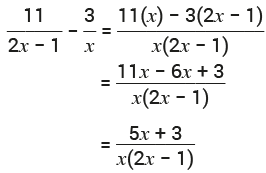 11/(2x − 1) − 3/x = (11(x) − 3(2x − 1))/(x(2x − 1))
= (11x − 6x + 3)/(x(2x − 1))
= (5x + 3)/(x(2x − 1))